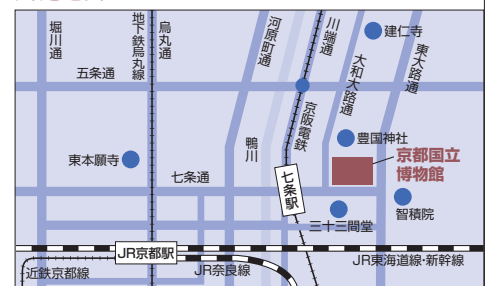 堀川通
地下鉄烏丸線
烏丸通
河原町通
川端通
建仁寺
大和大路通
東大路通
五条通
京阪電鉄
鴨川
豊国神社
京都国立
博物館
東本願寺
七条通
七条駅
智積院
三十三間堂
JR京都駅
JR東海道線・新幹線
近鉄京都線
JR奈良線